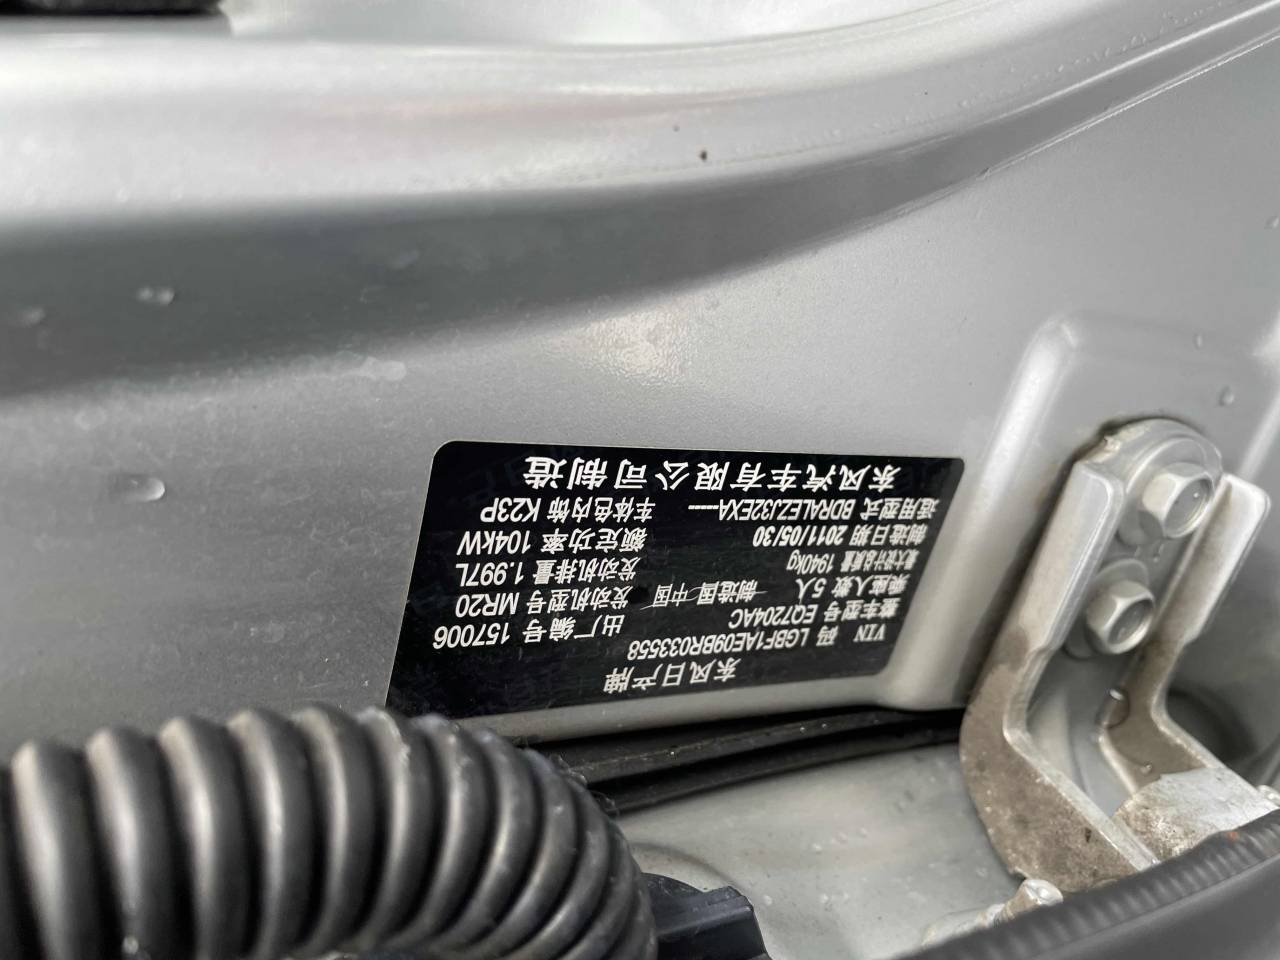 东风日产牌
VIN 码 LGBF1AE09BR033558
整车型号 EQ7204AC 出厂编号 157006
乘座人数 5人 制造国 中国 发动机型号 MR20
最大设计总质量 1940kg 发动机排量 1.997L
制造日期 2011/05/30 额定功率 104kW
适用型式 BDRALEZJ32EXA----- 车体色内饰 K23P
东风汽车有限公司制造